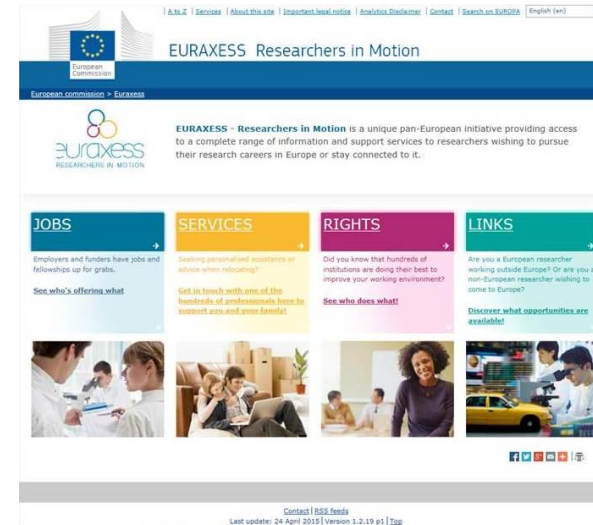 A to Z | Services | About this site | Important legal notice | Analytics Disclaimer | Contact | Search on EUROPA English (en)
EURAXESS Researchers in Motion
European
Commission
European commission > Euraxess
euraxess
RESEARCHERS IN MOTION
EURAXESS - Researchers in Motion is a unique pan-European initiative providing access
to a complete range of information and support services to researchers wishing to pursue
their research careers in Europe or stay connected to it.
JOBS
Employers and funders have jobs and
fellowships up for grabs.
See who's offering what
SERVICES
Seeking personalised assistance or
advice when relocating?
Get in touch with one of the
hundreds of professionals here to
support you and your family!
RIGHTS
Did you know that hundreds of
institutions are doing their best to
improve your working environment?
See who does what!
LINKS
Are you a European researcher
working outside Europe? Or are you a
non-European researcher wishing to
come to Europe?
Discover what opportunities are
available!
Contact | RSS feeds
Last update: 24 April 2015 | Version 1.2.19 p1 | Top